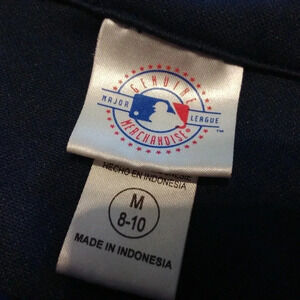 GENUINE
MAJOR LEAGUE
MERCHANDISE
™
HECHO EN INDONESIA
M
8-10
MADE IN INDONESIA